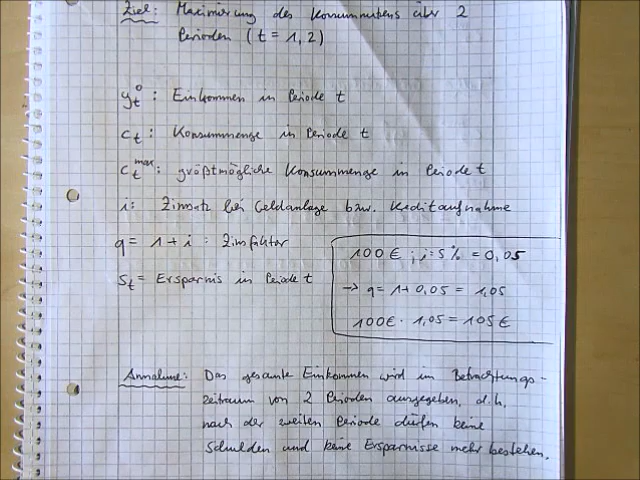 Ziel: Maximierung des Konsumnutzens über 2
Perioden (t = 1, 2)
y_t^0 : Einkommen in Periode t
c_t : Konsummenge in Periode t
c_t^max : größtmögliche Konsummenge in Periode t
i : Zinssatz bei Geldanlage bzw. Kreditaufnahme
q = 1 + i : Zinsfaktor
S_t = Ersparnis in Periode t
100 € ; i = 5 % = 0,05
→ q = 1 + 0,05 = 1,05
100 € · 1,05 = 105 €
Annahme: Das gesamte Einkommen wird im Betrachtungs-
zeitraum von 2 Perioden ausgegeben, d.h.
nach der zweiten Periode dürfen keine
Schulden und keine Ersparnisse mehr bestehen.